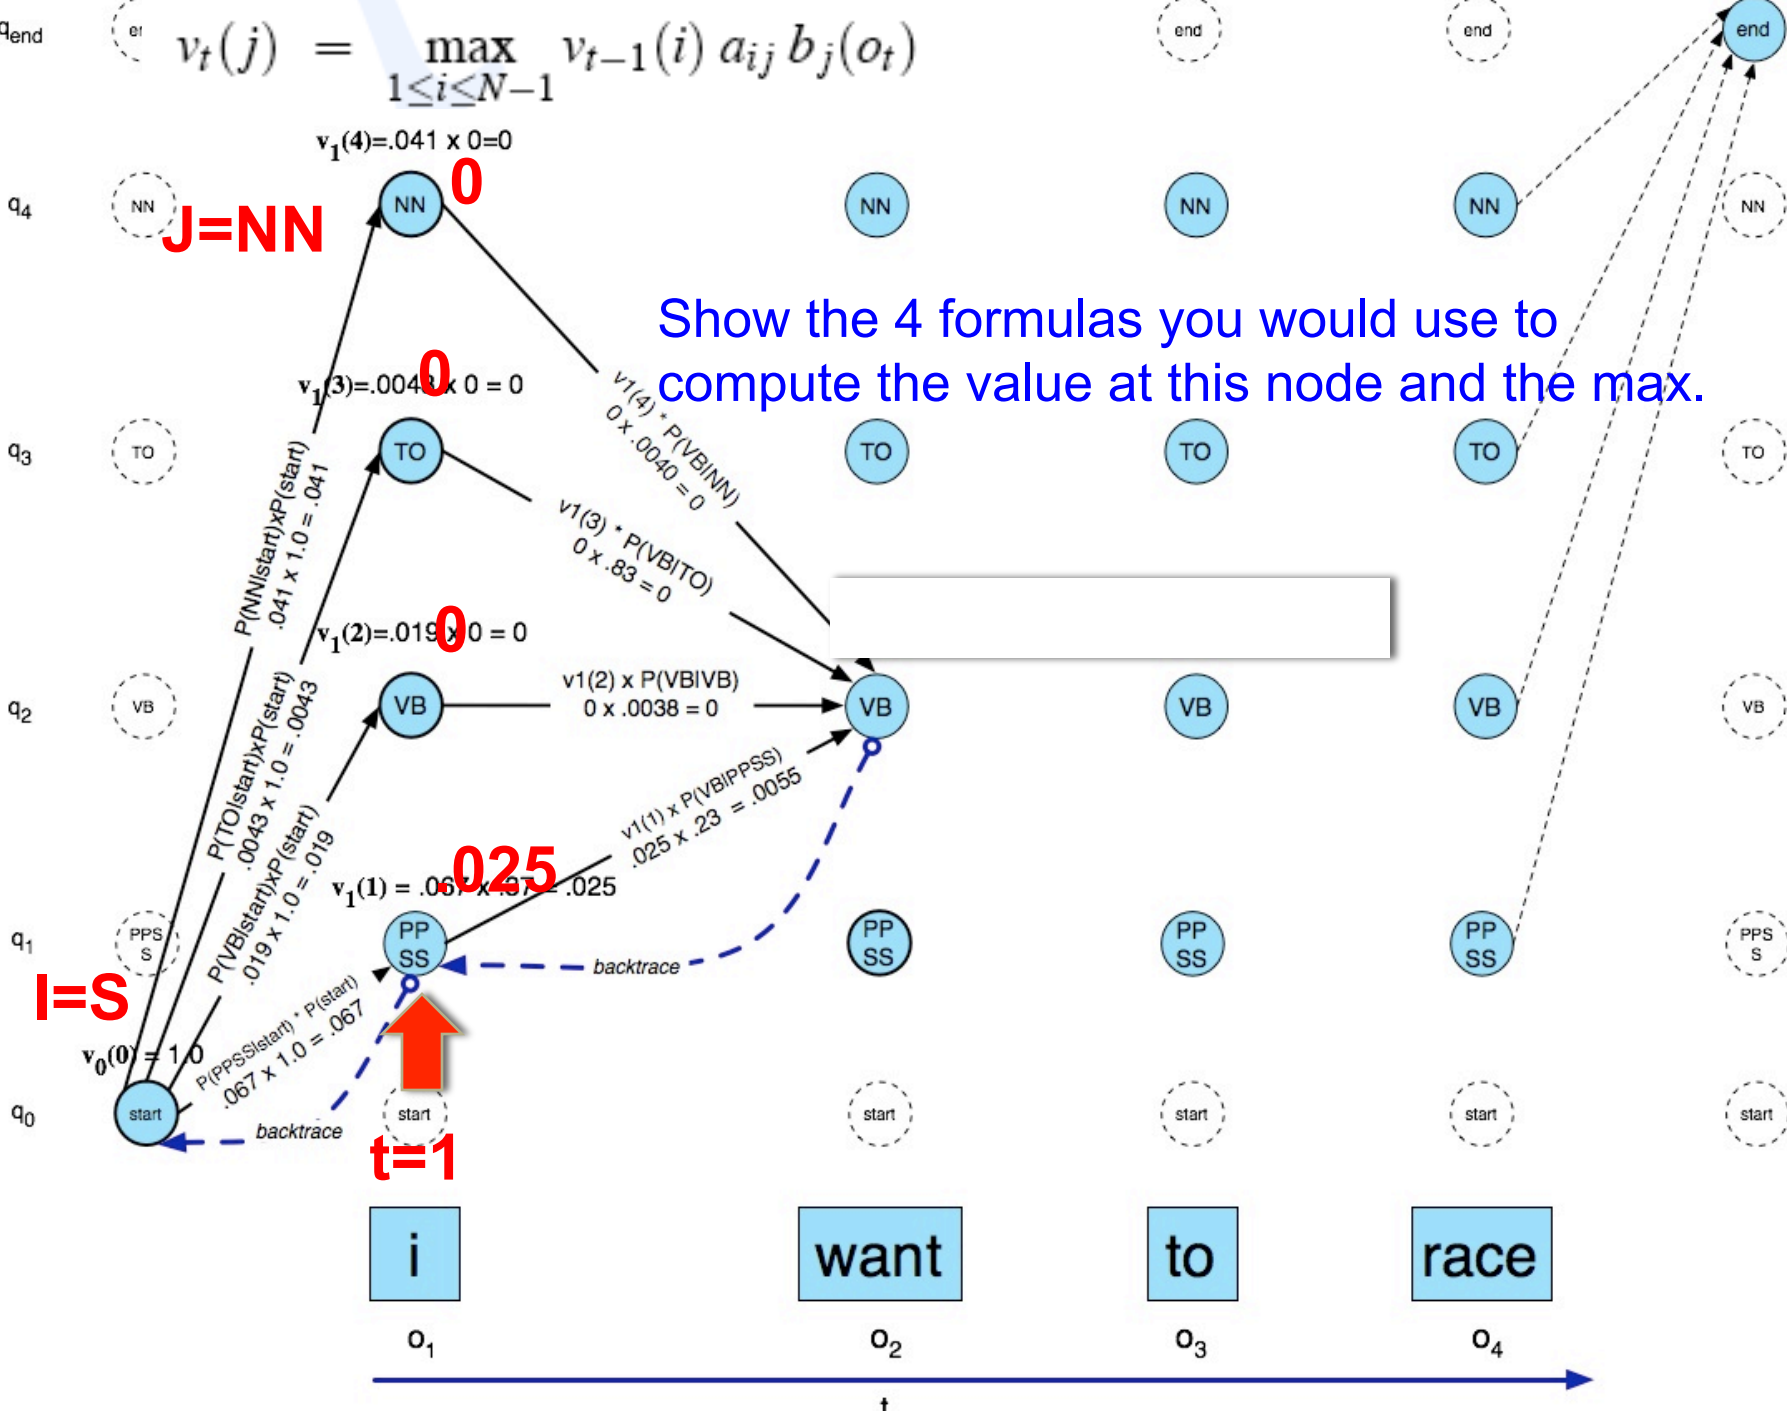 qend
end
end
end
v_t(j) = max v_{t−1}(i) a_{ij} b_j(o_t)
1≤i≤N−1
v1(4)=.041 x 0=0
0
q4
NN
J=NN
NN
NN
NN
NN
NN
Show the 4 formulas you would use to
compute the value at this node and the max.
0
v1(3)=.0043 x 0 = 0
q3
TO
TO
TO
TO
TO
TO
v1(4) * P(VB|NN)
0 x .0040 = 0
v1(3) * P(VB|TO)
0 x .83 = 0
P(NN|start)xP(start)
.041 x 1.0 = .041
0
v1(2)=.019 x 0 = 0
q2
VB
VB
v1(2) x P(VB|VB)
0 x .0038 = 0
VB
VB
VB
VB
P(TO|start)xP(start)
.0043 x 1.0 = .0043
P(VB|start)xP(start)
.019 x 1.0 = .019
v1(1) x P(VB|PPSS)
.025 x .23 = .0055
.025
v1(1) = .067 x .37 = .025
q1
PPS
S
PP
SS
backtrace
PP
SS
PP
SS
PP
SS
PPS
S
I=S
v0(0) = 1.0
P(PPSS|start) * P(start)
.067 x 1.0 = .067
q0
start
backtrace
start
start
start
start
start
t=1
i
want
to
race
o1
o2
o3
o4
t